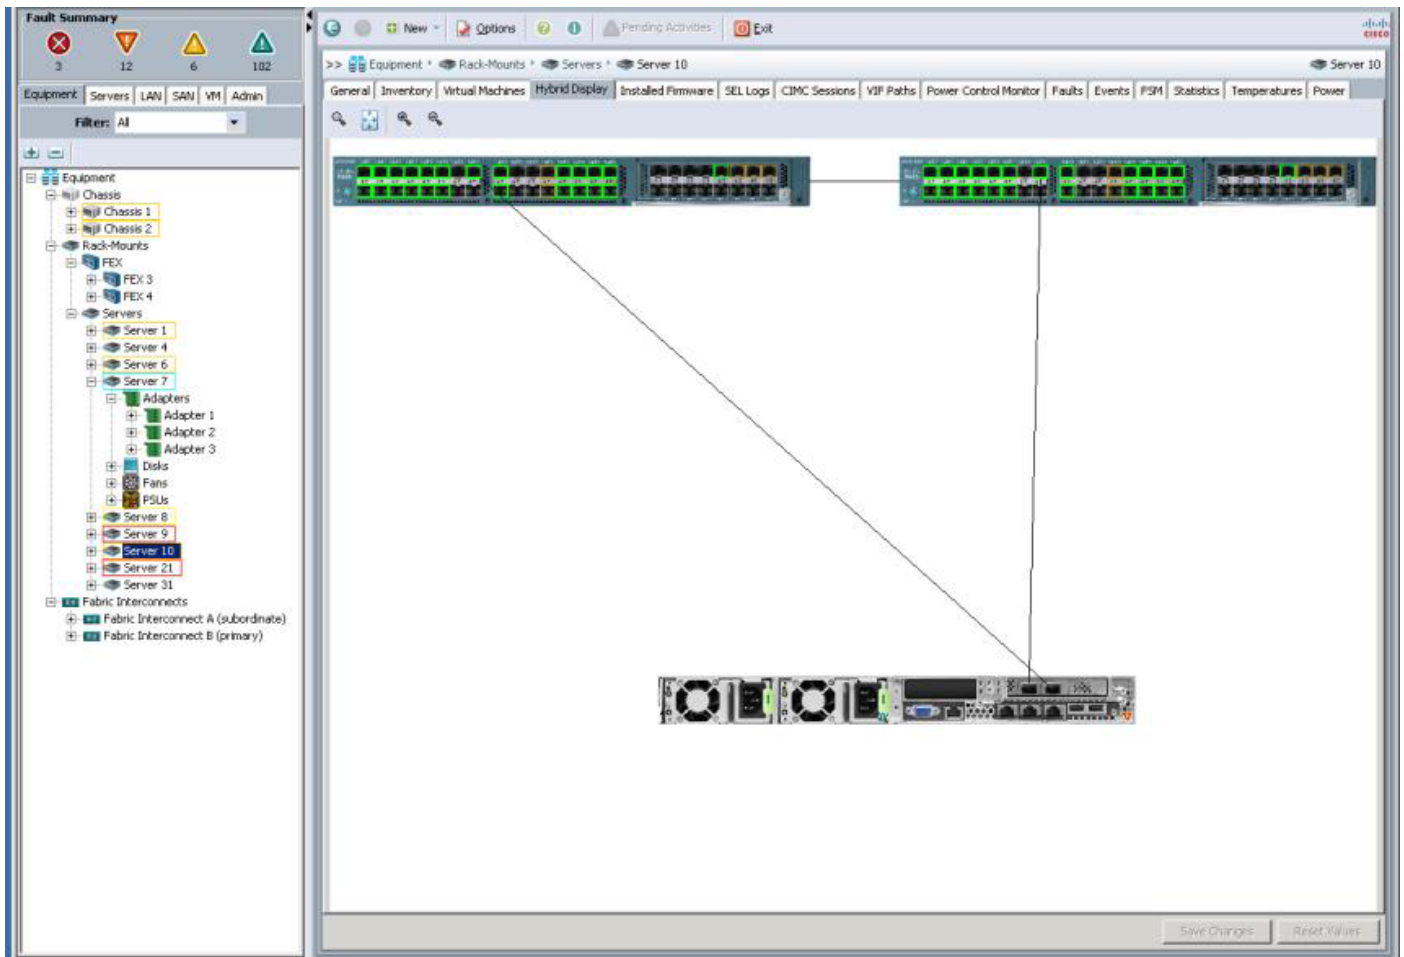 Fault Summary
3 12 6 102
Equipment Servers LAN SAN VM Admin
Filter: All
Equipment
Chassis
Chassis 1
Chassis 2
Rack-Mounts
FEX
FEX 3
FEX 4
Servers
Server 1
Server 4
Server 6
Server 7
Adapters
Adapter 1
Adapter 2
Adapter 3
Disks
Fans
PSUs
Server 8
Server 9
Server 10
Server 21
Server 31
Fabric Interconnects
Fabric Interconnect A (subordinate)
Fabric Interconnect B (primary)
New Options Pending Activities Exit
CISCO
>> Equipment Rack-Mounts Servers Server 10 Server 10
General Inventory Virtual Machines Hybrid Display Installed Firmware SEL Logs CIMC Sessions VIF Paths Power Control Monitor Faults Events FSM Statistics Temperatures Power
Save Changes Reset Values